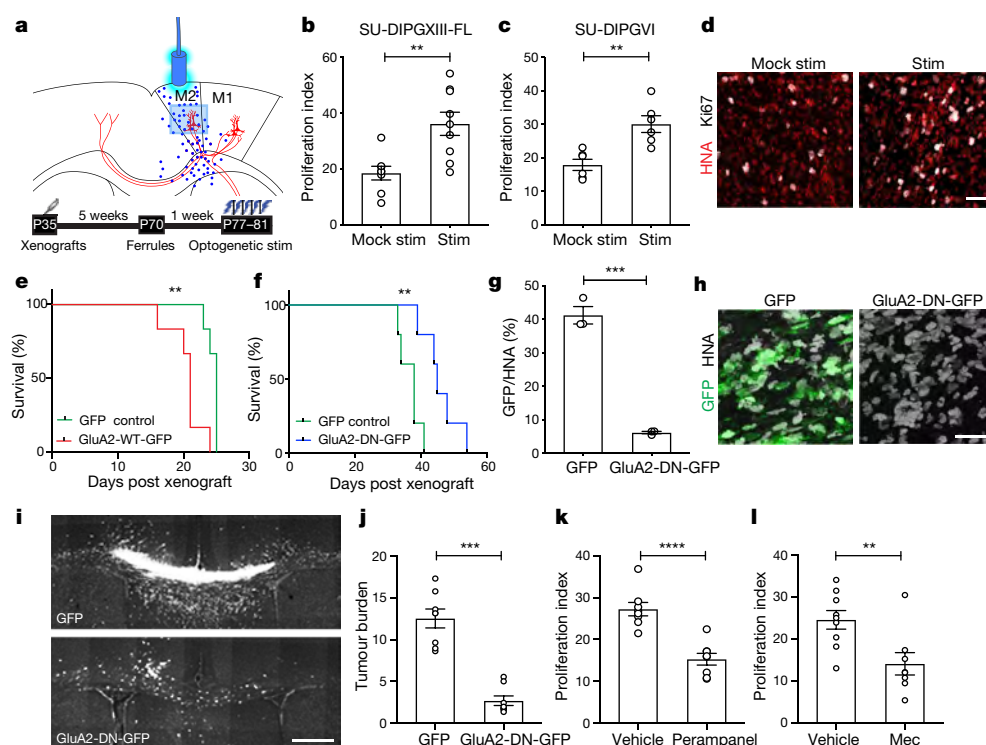 a
M2
M1
5 weeks
1 week
P35
P70
P77–81
Xenografts
Ferrules
Optogenetic stim
b
SU-DIPGXIII-FL
**
Proliferation index
60
40
20
0
Mock stim
Stim
c
SU-DIPGVI
**
Proliferation index
50
40
30
20
10
0
Mock stim
Stim
d
Mock stim
Stim
HNA Ki67
e
**
Survival (%)
100
50
0
GFP control
GluA2-WT-GFP
0
10
20
30
Days post xenograft
f
**
Survival (%)
100
50
0
GFP control
GluA2-DN-GFP
0
20
40
60
Days post xenograft
g
***
GFP/HNA (%)
50
40
30
20
10
0
GFP
GluA2-DN-GFP
h
GFP
GluA2-DN-GFP
GFP HNA
i
GFP
GluA2-DN-GFP
j
***
Tumour burden
20
15
10
5
0
GFP
GluA2-DN-GFP
k
****
Proliferation index
40
30
20
10
0
Vehicle
Perampanel
l
**
Proliferation index
40
30
20
10
0
Vehicle
Mec